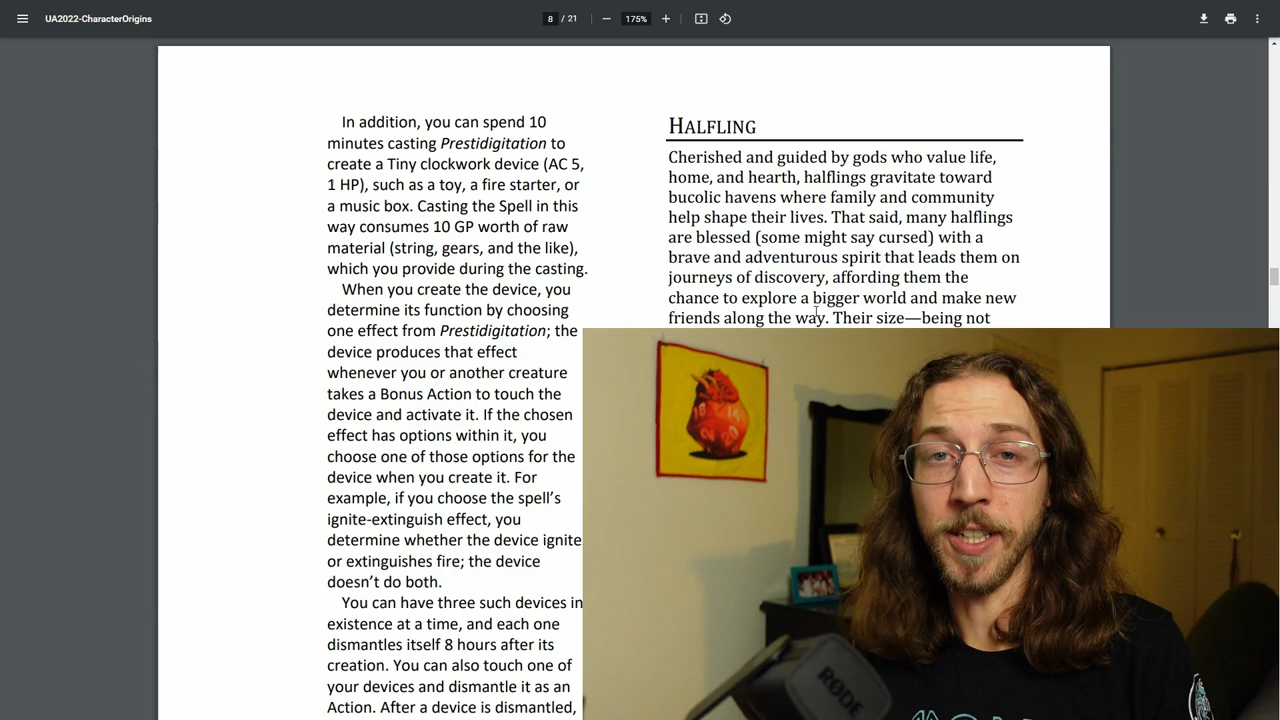 UA2022-CharacterOrigins
8 / 21
175%
In addition, you can spend 10
minutes casting Prestidigitation to
create a Tiny clockwork device (AC 5,
1 HP), such as a toy, a fire starter, or
a music box. Casting the Spell in this
way consumes 10 GP worth of raw
material (string, gears, and the like),
which you provide during the casting.
When you create the device, you
determine its function by choosing
one effect from Prestidigitation; the
device produces that effect
whenever you or another creature
takes a Bonus Action to touch the
device and activate it. If the chosen
effect has options within it, you
choose one of those options for the
device when you create it. For
example, if you choose the spell’s
ignite-extinguish effect, you
determine whether the device ignite
or extinguishes fire; the device
doesn’t do both.
You can have three such devices in
existence at a time, and each one
dismantles itself 8 hours after its
creation. You can also touch one of
your devices and dismantle it as an
Action. After a device is dismantled,
HALFLING
Cherished and guided by gods who value life,
home, and hearth, halflings gravitate toward
bucolic havens where family and community
help shape their lives. That said, many halflings
are blessed (some might say cursed) with a
brave and adventurous spirit that leads them on
journeys of discovery, affording them the
chance to explore a bigger world and make new
friends along the way. Their size—being not
18
14
20
RØDE